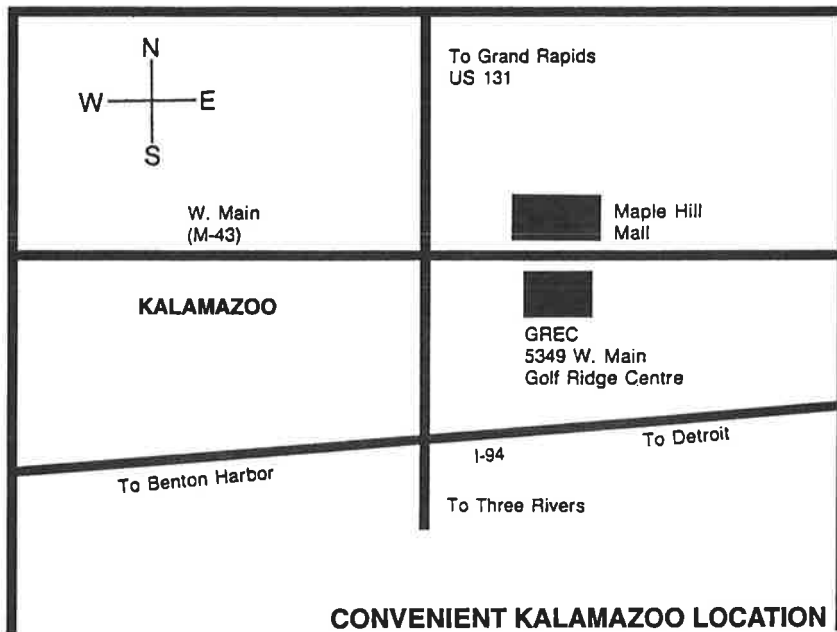 N
W E
S
To Grand Rapids
US 131
W. Main
(M-43)
Maple Hill
Mall
KALAMAZOO
GREC
5349 W. Main
Golf Ridge Centre
To Benton Harbor
I-94
To Detroit
To Three Rivers
CONVENIENT KALAMAZOO LOCATION